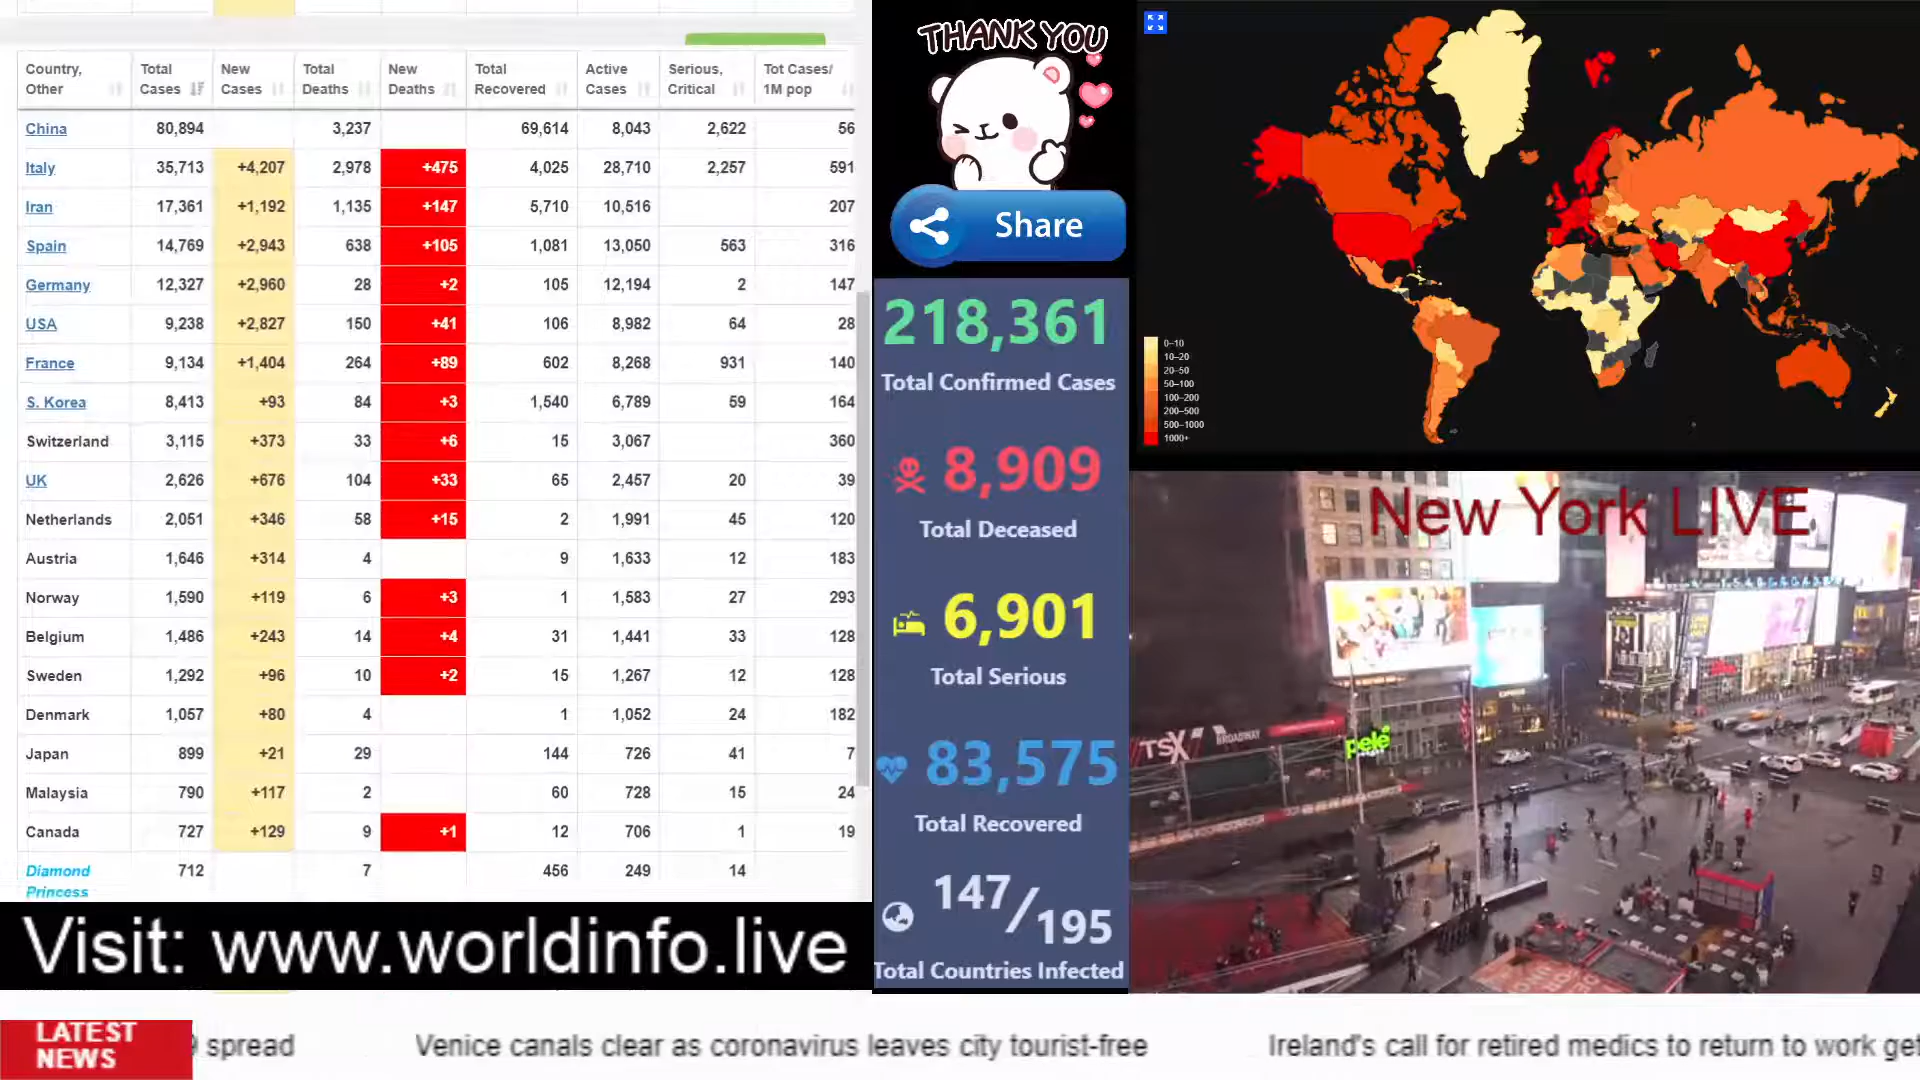 Country, Other Total Cases New Cases Total Deaths New Deaths Total Recovered Active Cases Serious, Critical Tot Cases/ 1M pop
China 80,894 3,237 69,614 8,043 2,622 56
Italy 35,713 +4,207 2,978 +475 4,025 28,710 2,257 591
Iran 17,361 +1,192 1,135 +147 5,710 10,516 207
Spain 14,769 +2,943 638 +105 1,081 13,050 563 316
Germany 12,327 +2,960 28 +2 105 12,194 2 147
USA 9,238 +2,827 150 +41 106 8,982 64 28
France 9,134 +1,404 264 +89 602 8,268 931 140
S. Korea 8,413 +93 84 +3 1,540 6,789 59 164
Switzerland 3,115 +373 33 +6 15 3,067 360
UK 2,626 +676 104 +33 65 2,457 20 39
Netherlands 2,051 +346 58 +15 2 1,991 45 120
Austria 1,646 +314 4 9 1,633 12 183
Norway 1,590 +119 6 +3 1 1,583 27 293
Belgium 1,486 +243 14 +4 31 1,441 33 128
Sweden 1,292 +96 10 +2 15 1,267 12 128
Denmark 1,057 +80 4 1 1,052 24 182
Japan 899 +21 29 144 726 41 7
Malaysia 790 +117 2 60 728 15 24
Canada 727 +129 9 +1 12 706 1 19
Diamond Princess 712 7 456 249 14
Visit: www.worldinfo.live
THANK YOU
Share
218,361
Total Confirmed Cases
8,909
Total Deceased
6,901
Total Serious
83,575
Total Recovered
147/195
Total Countries Infected
0–10
10–20
20–50
50–100
100–200
200–500
500–1000
1000+
New York LIVE
TSX BROADWAY
pele
LATEST NEWS
spread
Venice canals clear as coronavirus leaves city tourist-free
Ireland's call for retired medics to return to work get